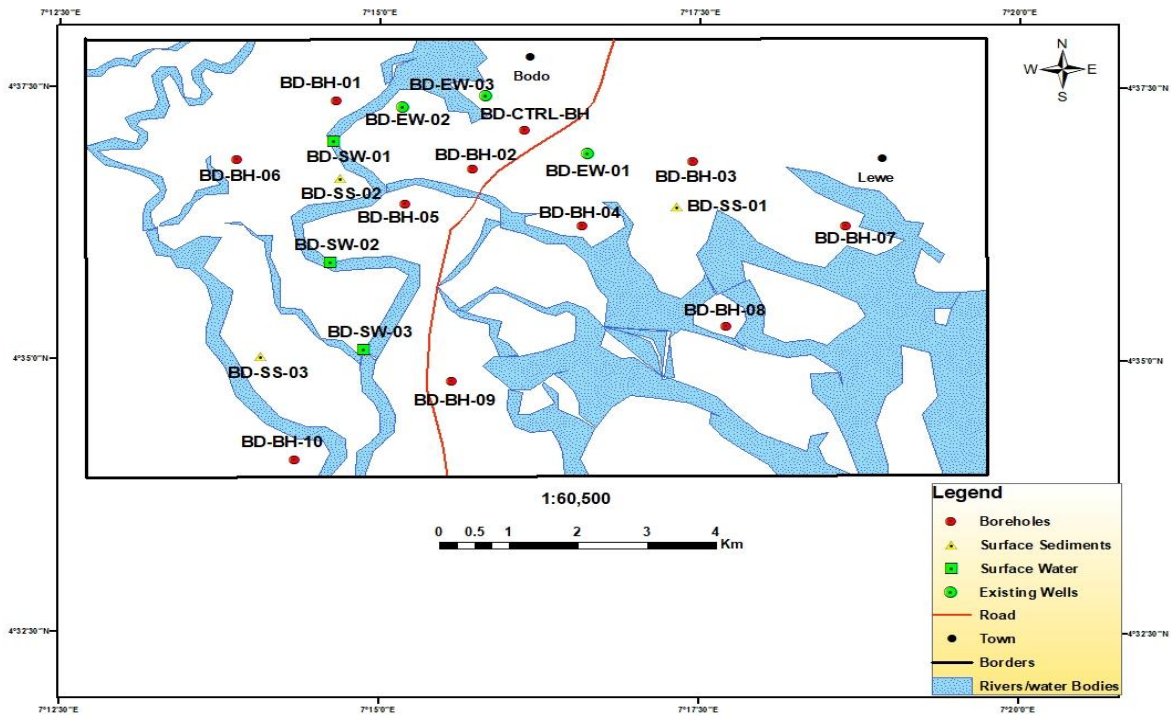 7°12'30"E
7°15'0"E
7°17'30"E
7°20'0"E
4°37'30"N
4°37'30"N
N
W
E
S
Bodo
BD-EW-03
BD-BH-01
BD-EW-02
BD-CTRL-BH
BD-SW-01
BD-BH-02
BD-EW-01
BD-BH-03
Lewe
BD-BH-06
BD-SS-02
BD-BH-05
BD-BH-04
BD-SS-01
BD-BH-07
BD-SW-02
BD-BH-08
BD-SW-03
4°35'0"N
4°35'0"N
BD-SS-03
BD-BH-09
BD-BH-10
1:60,500
0 0.5 1 2 3 4
Km
Legend
Boreholes
Surface Sediments
Surface Water
Existing Wells
Road
Town
Borders
Rivers/water Bodies
4°32'30"N
4°32'30"N
7°12'30"E
7°15'0"E
7°17'30"E
7°20'0"E